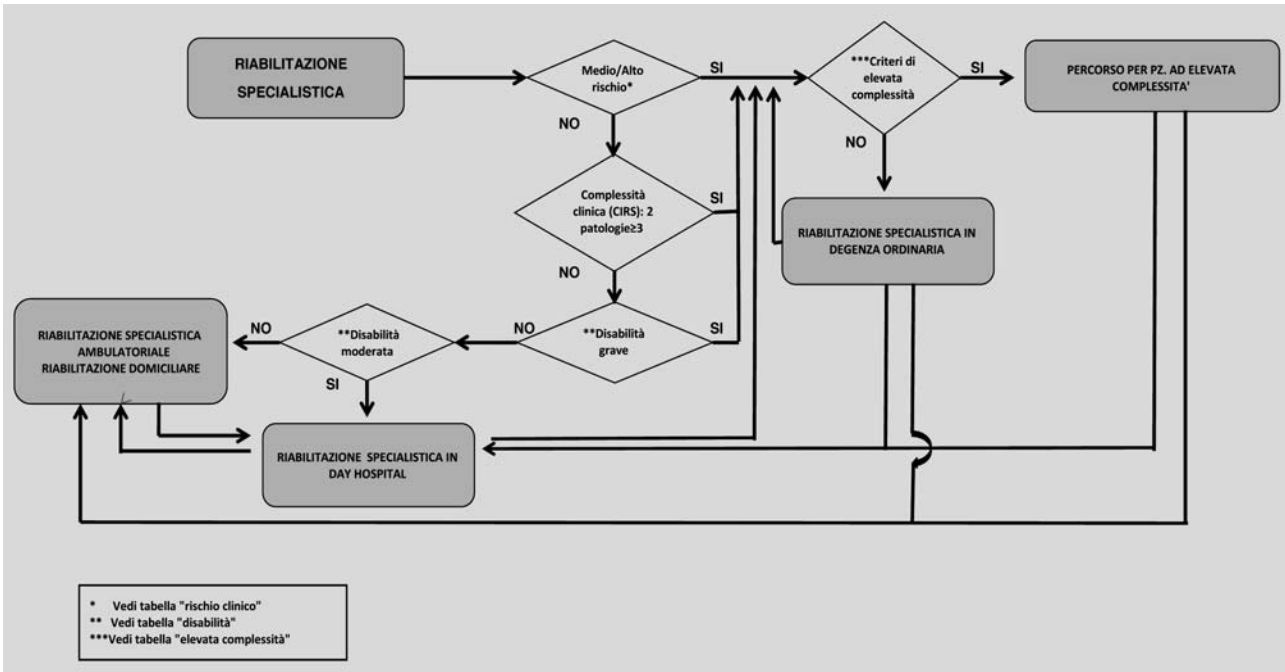 RIABILITAZIONE
SPECIALISTICA
Medio/Alto
rischio*
SI
***Criteri di
elevata
complessità
SI
PERCORSO PER PZ. AD ELEVATA
COMPLESSITA'
NO
NO
Complessità
clinica (CIRS): 2
patologie≥3
SI
RIABILITAZIONE SPECIALISTICA IN
DEGENZA ORDINARIA
NO
**Disabilità
grave
SI
NO
**Disabilità
moderata
NO
SI
RIABILITAZIONE SPECIALISTICA
AMBULATORIALE
RIABILITAZIONE DOMICILIARE
RIABILITAZIONE SPECIALISTICA IN
DAY HOSPITAL
* Vedi tabella "rischio clinico"
** Vedi tabella "disabilità"
***Vedi tabella "elevata complessità"